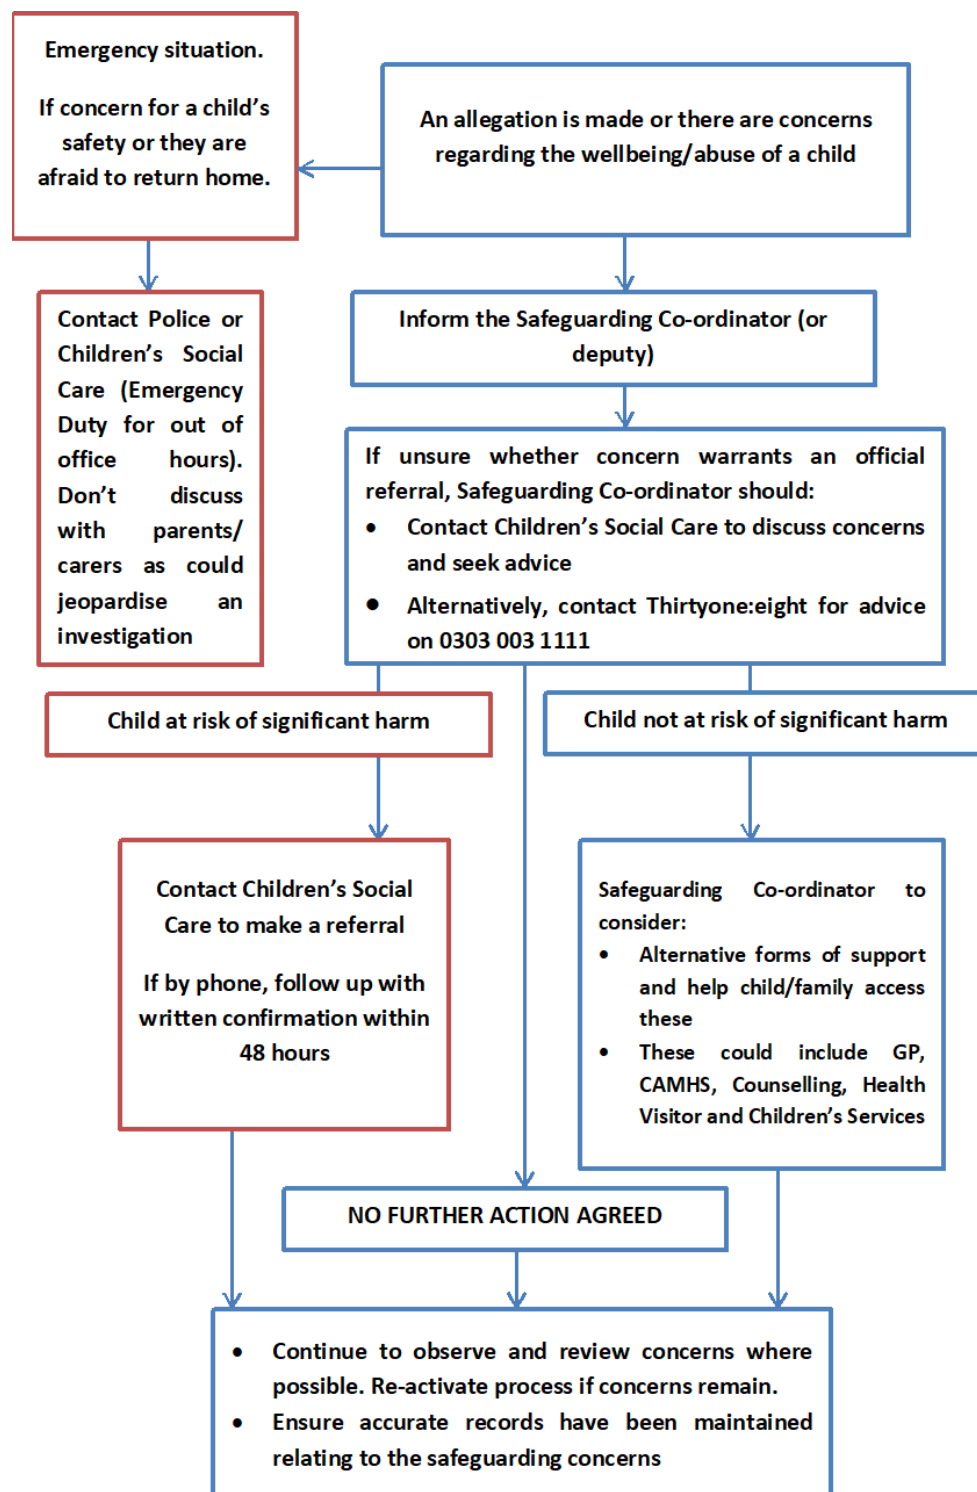 Emergency situation.
If concern for a child's
safety or they are
afraid to return home.
An allegation is made or there are concerns
regarding the wellbeing/abuse of a child
Contact Police or
Children's Social
Care (Emergency
Duty for out of
office hours).
Don't discuss
with parents/
carers as could
jeopardise an
investigation
Inform the Safeguarding Co-ordinator (or
deputy)
If unsure whether concern warrants an official
referral, Safeguarding Co-ordinator should:
• Contact Children's Social Care to discuss concerns
and seek advice
• Alternatively, contact Thirtyone:eight for advice
on 0303 003 1111
Child at risk of significant harm
Child not at risk of significant harm
Contact Children's Social
Care to make a referral
If by phone, follow up with
written confirmation within
48 hours
Safeguarding Co-ordinator to
consider:
• Alternative forms of support
and help child/family access
these
• These could include GP,
CAMHS, Counselling, Health
Visitor and Children's Services
NO FURTHER ACTION AGREED
• Continue to observe and review concerns where
possible. Re-activate process if concerns remain.
• Ensure accurate records have been maintained
relating to the safeguarding concerns